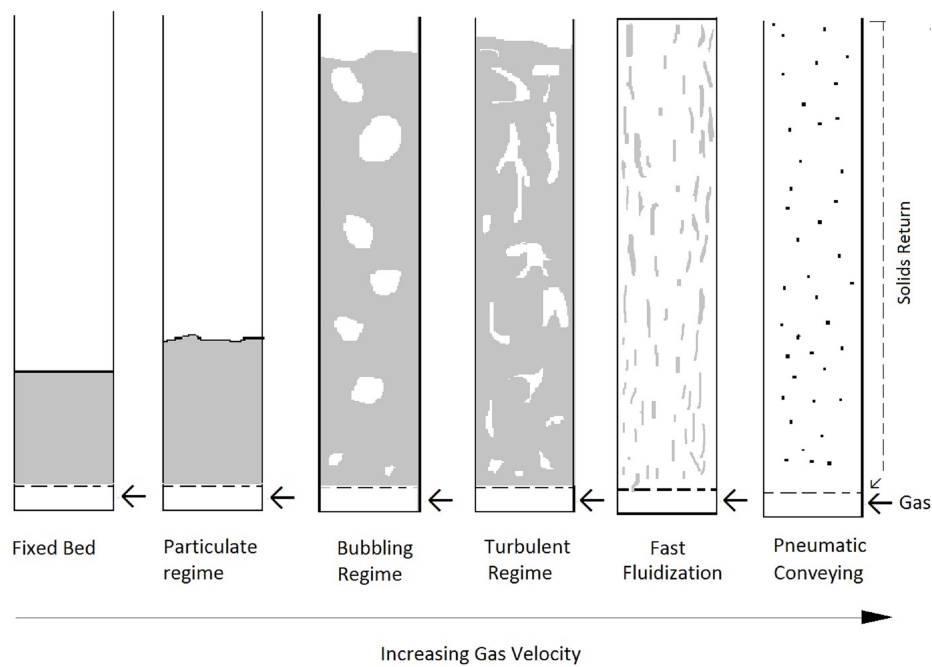 Solids Return
Gas
Fixed Bed
Particulate
regime
Bubbling
Regime
Turbulent
Regime
Fast
Fluidization
Pneumatic
Conveying
Increasing Gas Velocity